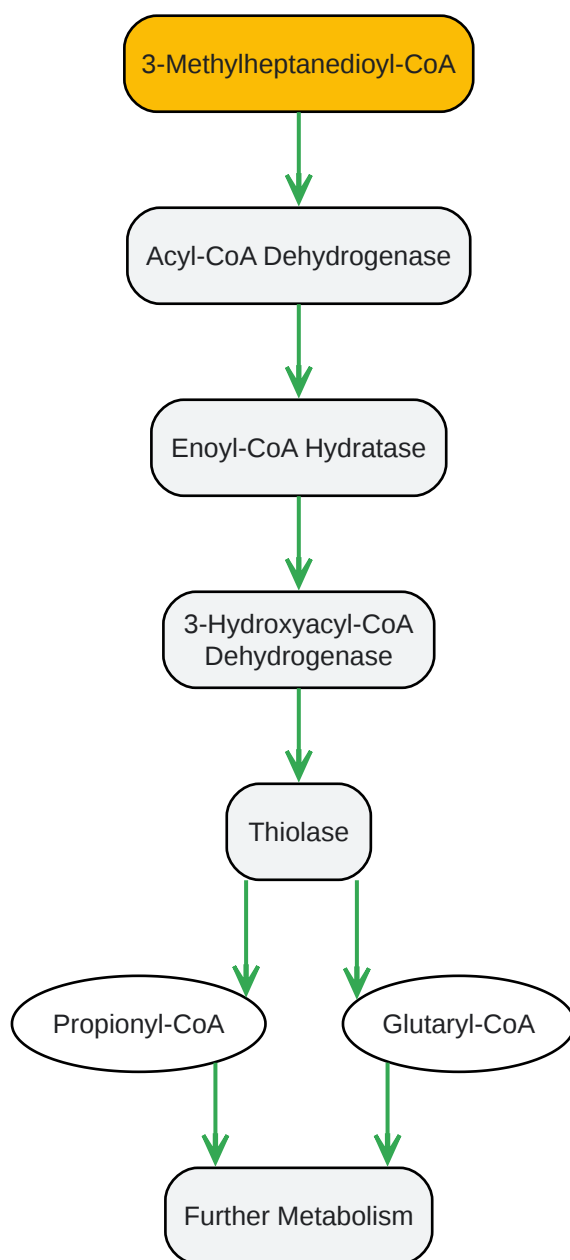 3-Methylheptanedioyl-CoA
Acyl-CoA Dehydrogenase
Enoyl-CoA Hydratase
3-Hydroxyacyl-CoA
Dehydrogenase
Thiolase
Propionyl-CoA
Glutaryl-CoA
Further Metabolism